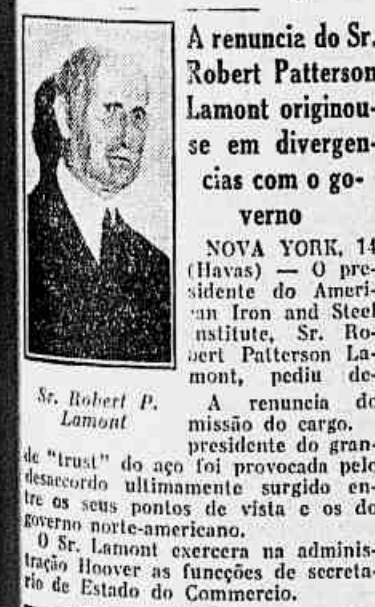 A renuncia do Sr.
Robert Patterson
Lamont originou-
se em divergen-
cias com o go-
verno
NOVA YORK, 14
(Havas) — O pre-
sidente do Ameri-
can Iron and Steel
Institute, Sr. Ro-
bert Patterson La-
mont, pediu de-
A renuncia do
missão do cargo.
presidente do gran-
Sr. Robert P.
Lamont
de "trust" do aço foi provocada pelo
desaccordo ultimamente surgido en-
tre os seus pontos de vista e os do
governo norte-americano.
O Sr. Lamont exercera na adminis-
tração Hoover as funcções de secreta-
rio de Estado do Commercio.